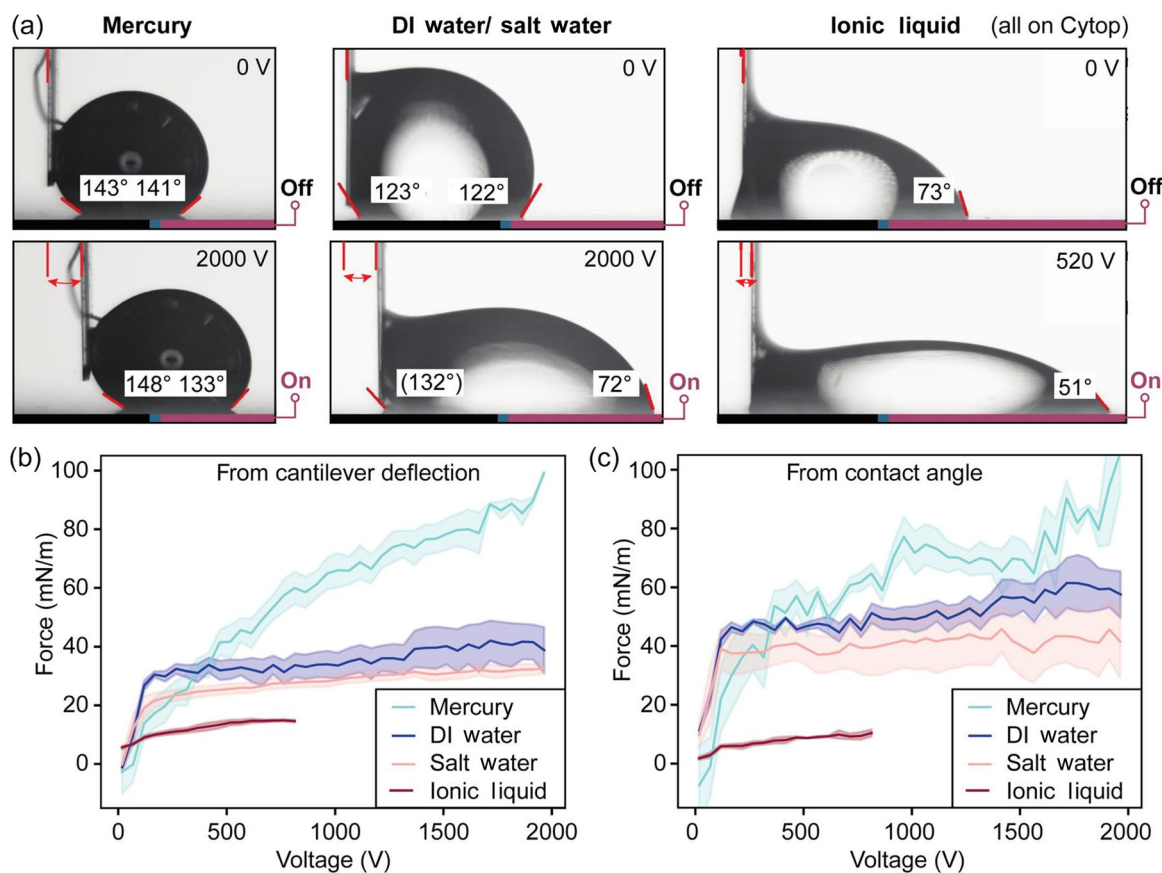 (a) Mercury DI water/ salt water Ionic liquid (all on Cytop)
0 V 0 V 0 V
143° 141° Off 123° 122° Off 73° Off
2000 V 2000 V 520 V
148° 133° On (132°) 72° On 51° On
(b) From cantilever deflection
Force (mN/m)
100
80
60
40
20
0
Mercury
DI water
Salt water
Ionic liquid
0 500 1000 1500 2000
Voltage (V)
(c) From contact angle
Force (mN/m)
100
80
60
40
20
0
Mercury
DI water
Salt water
Ionic liquid
0 500 1000 1500 2000
Voltage (V)